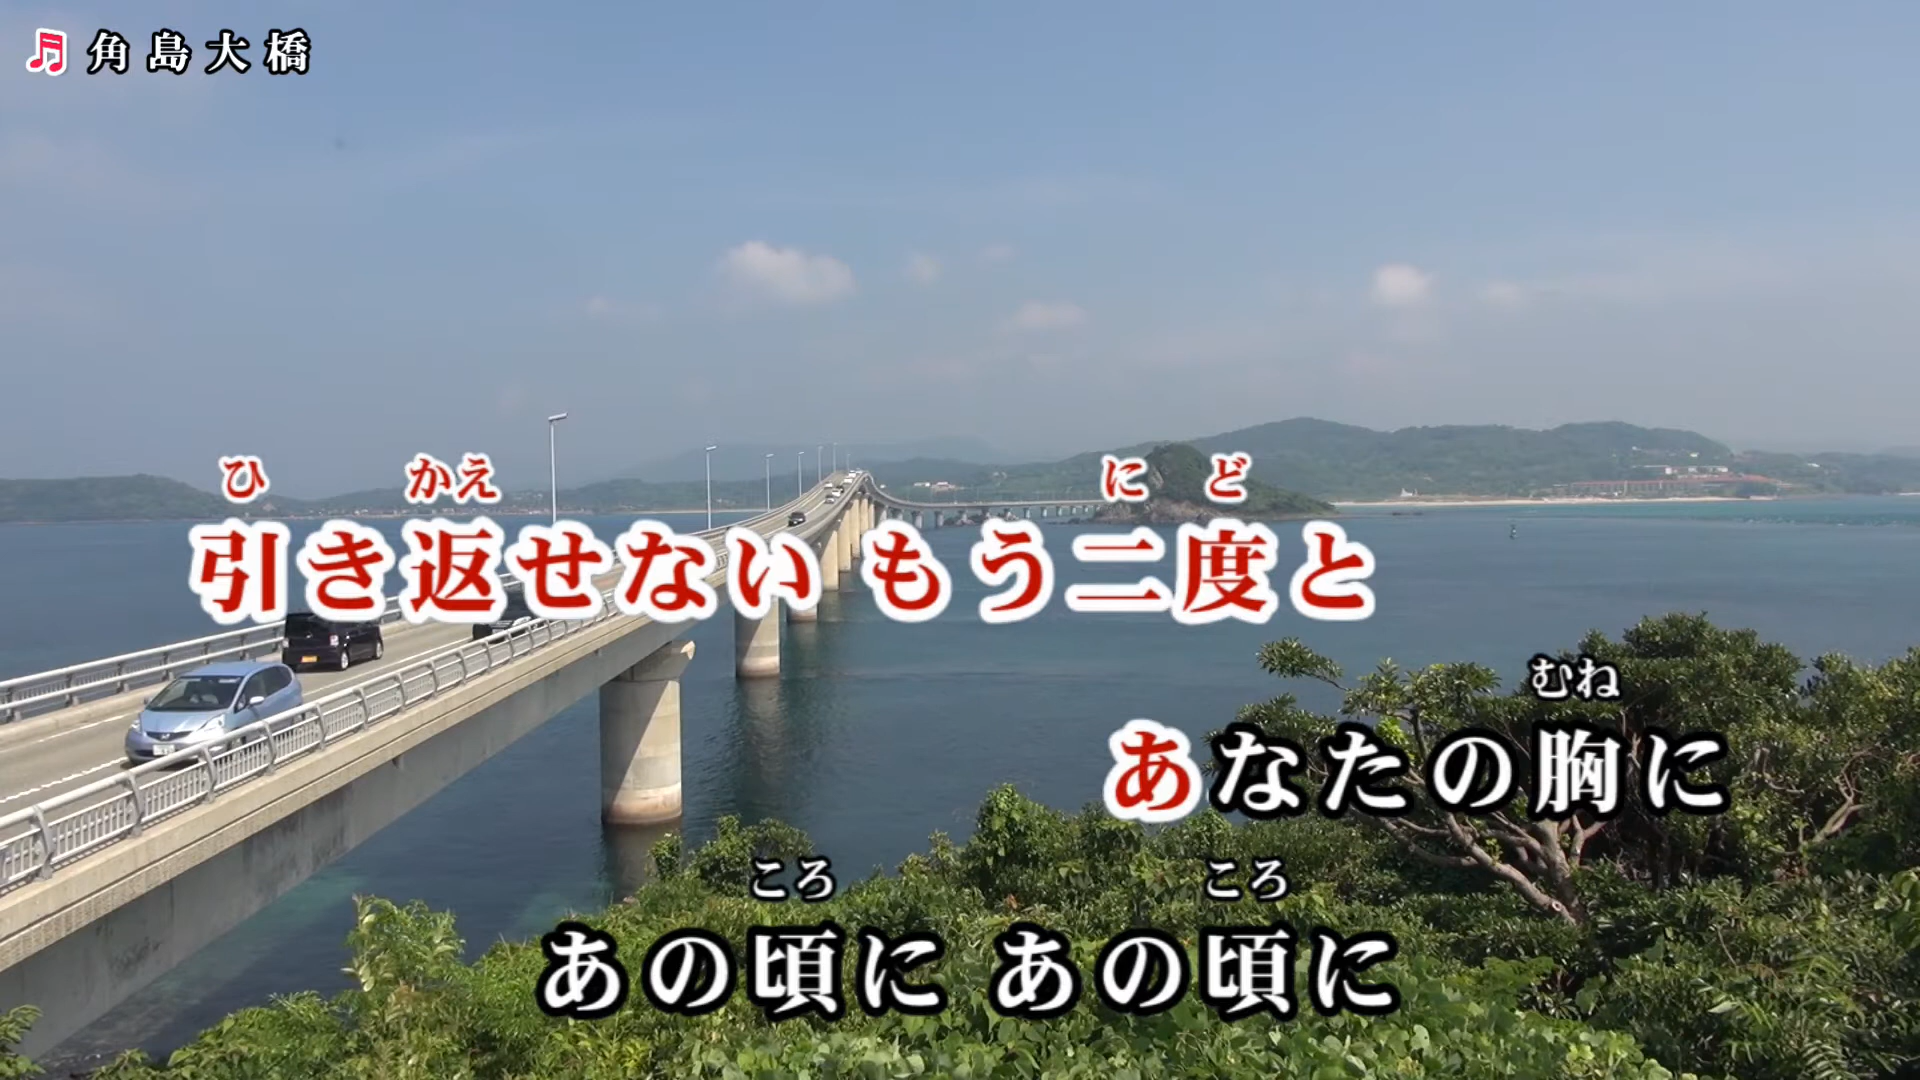 角島大橋
ひ かえ に ど
引き返せない もう二度と
むね
あなたの胸に
ころ ころ
あの頃に あの頃に